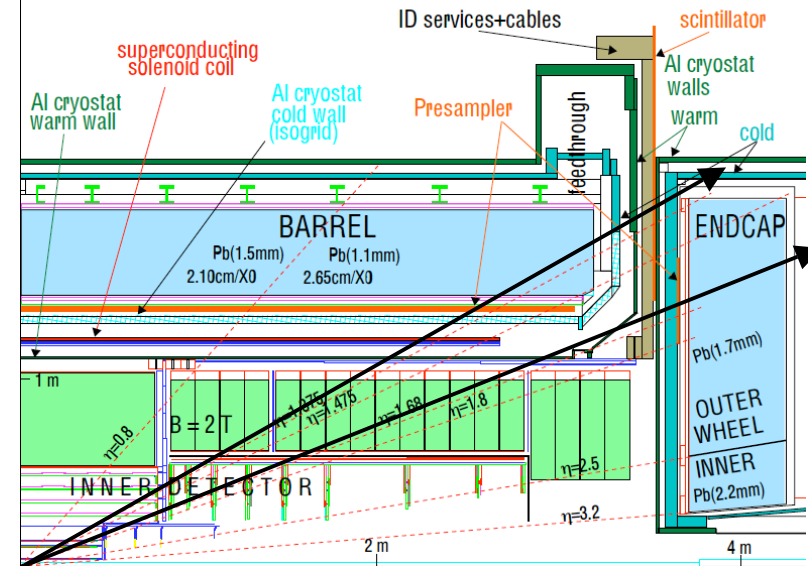 ID services+cables
scintillator
superconducting
solenoid coil
Al cryostat
walls
Al cryostat
warm wall
Al cryostat
cold wall
(isogrid)
Presampler
feedthrough
warm
cold
BARREL
Pb(1.5mm)
Pb(1.1mm)
2.10cm/X0
2.65cm/X0
ENDCAP
Pb(1.7mm)
1 m
B = 2 T
η=0.8
η=1.375
η=1.475
η=1.68
η=1.8
OUTER
WHEEL
INNER
Pb(2.2mm)
η=2.5
INNER DETECTOR
η=3.2
2 m
4 m